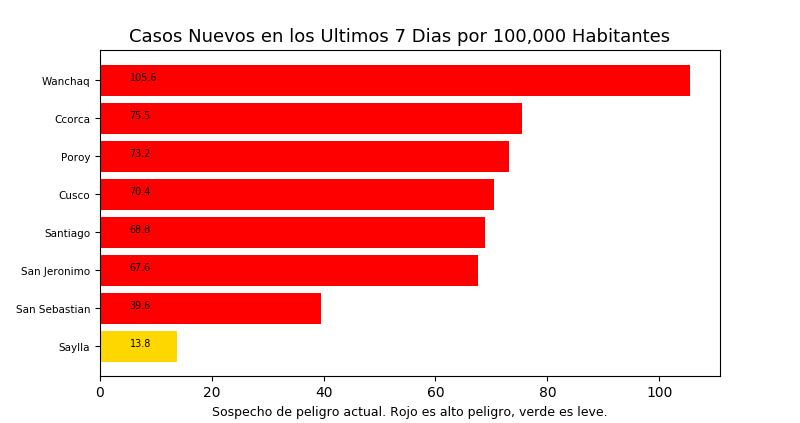 Casos Nuevos en los Ultimos 7 Dias por 100,000 Habitantes
Wanchaq 105.6
Ccorca 75.5
Poroy 73.2
Cusco 70.4
Santiago 68.8
San Jeronimo 67.6
San Sebastian 39.6
Saylla 13.8
0 20 40 60 80 100
Sospecho de peligro actual. Rojo es alto peligro, verde es leve.